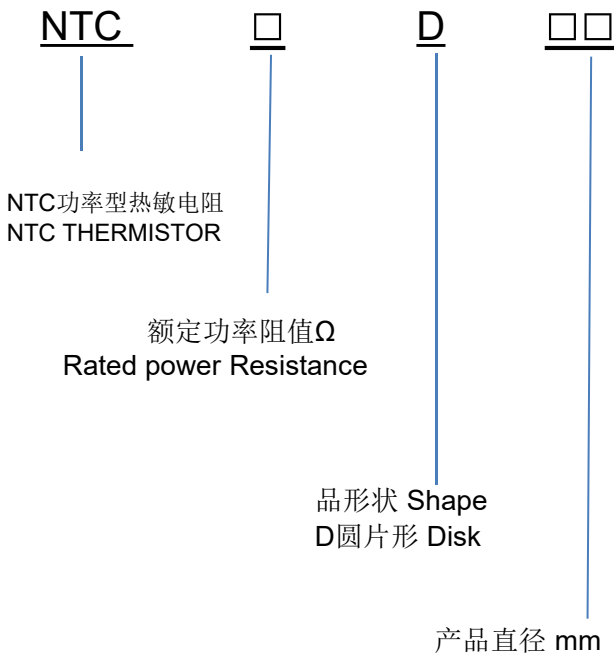 NTC □ D □□
NTC功率型热敏电阻
NTC THERMISTOR
额定功率阻值Ω
Rated power Resistance
品形状 Shape
D圆片形 Disk
产品直径 mm